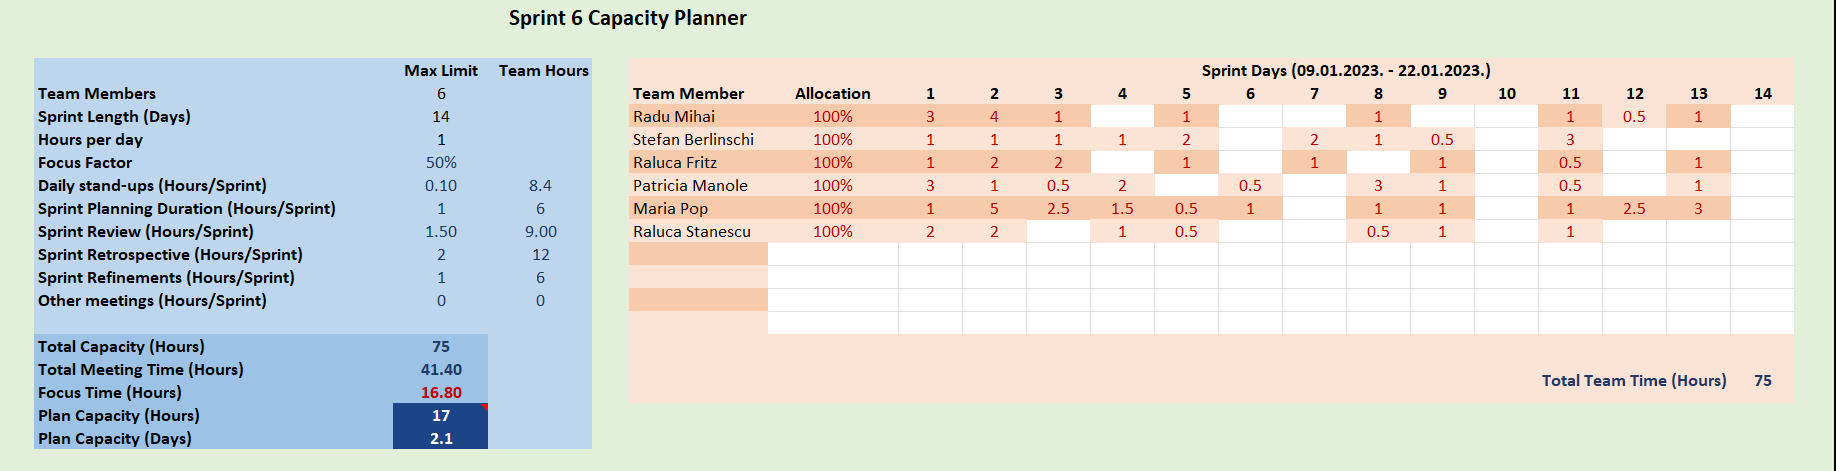 Sprint 6 Capacity Planner
Max Limit Team Hours
Team Members 6
Sprint Length (Days) 14
Hours per day 1
Focus Factor 50%
Daily stand-ups (Hours/Sprint) 0.10 8.4
Sprint Planning Duration (Hours/Sprint) 1 6
Sprint Review (Hours/Sprint) 1.50 9.00
Sprint Retrospective (Hours/Sprint) 2 12
Sprint Refinements (Hours/Sprint) 1 6
Other meetings (Hours/Sprint) 0 0
Total Capacity (Hours) 75
Total Meeting Time (Hours) 41.40
Focus Time (Hours) 16.80
Plan Capacity (Hours) 17
Plan Capacity (Days) 2.1
Sprint Days (09.01.2023. - 22.01.2023.)
Team Member Allocation 1 2 3 4 5 6 7 8 9 10 11 12 13 14
Radu Mihai 100% 3 4 1 1 1 1 0.5 1
Stefan Berlinschi 100% 1 1 1 1 2 2 1 0.5 3
Raluca Fritz 100% 1 2 2 1 1 1 0.5 1
Patricia Manole 100% 3 1 0.5 2 0.5 3 1 0.5 1
Maria Pop 100% 1 5 2.5 1.5 0.5 1 1 1 1 2.5 3
Raluca Stanescu 100% 2 2 1 0.5 0.5 1 1
Total Team Time (Hours) 75